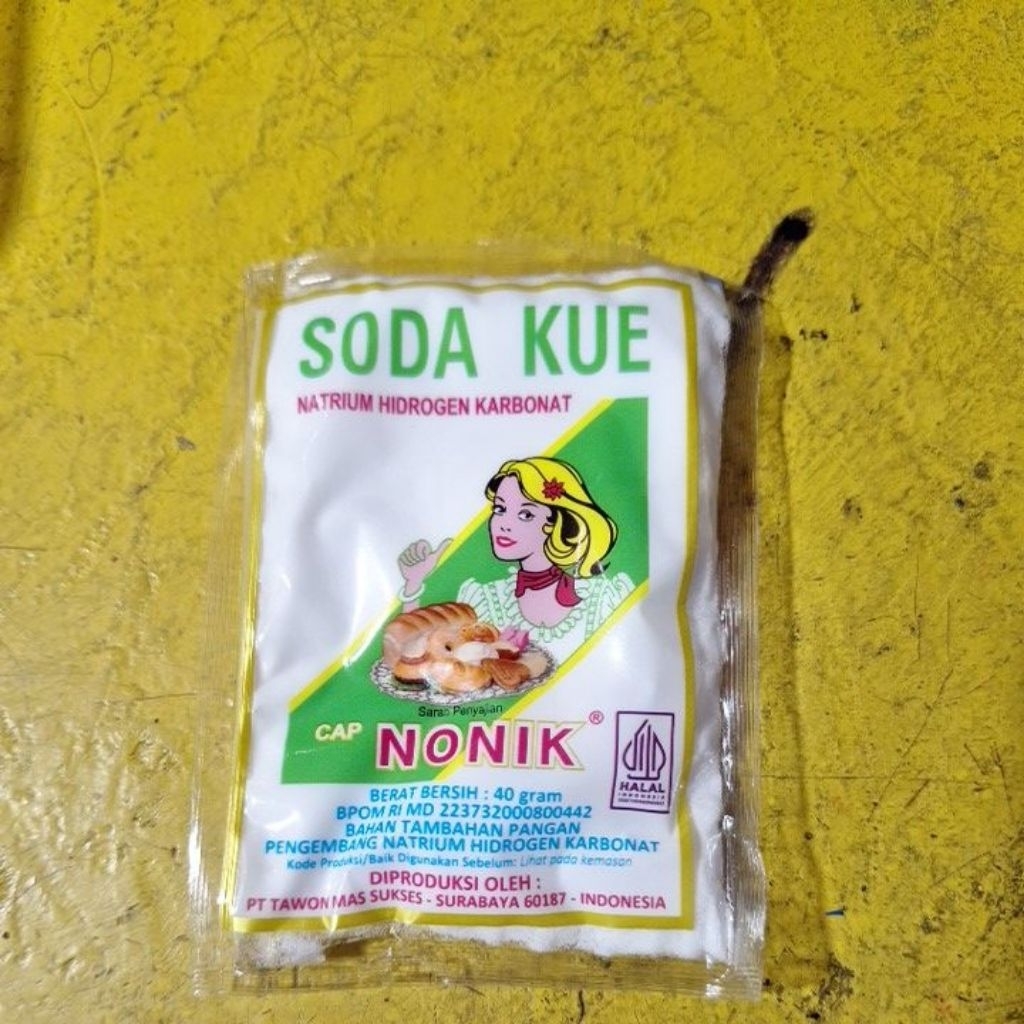 SODA KUE
NATRIUM HIDROGEN KARBONAT
Saran Penyajian
CAP NONIK®
HALAL
INDONESIA
BERAT BERSIH : 40 gram
BPOM RI MD 223732000800442
BAHAN TAMBAHAN PANGAN
PENGEMBANG NATRIUM HIDROGEN KARBONAT
Kode Produksi/Baik Digunakan Sebelum: Lihat pada kemasan
DIPRODUKSI OLEH :
PT TAWON MAS SUKSES - SURABAYA 60187 - INDONESIA